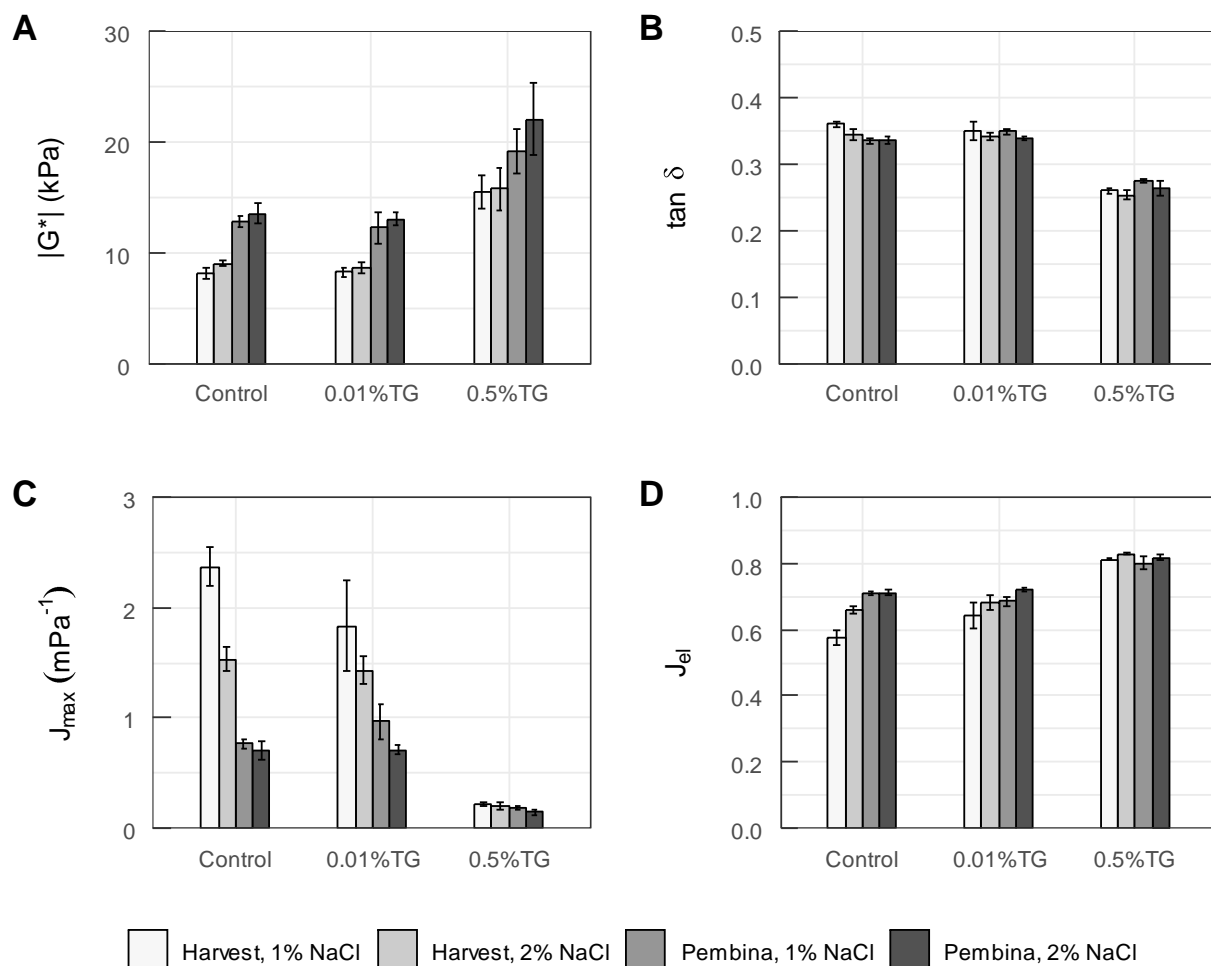 A
|G*| (kPa)
30
20
10
0
Control
0.01%TG
0.5%TG
B
tan δ
0.5
0.4
0.3
0.2
0.1
0.0
Control
0.01%TG
0.5%TG
C
J_max (mPa⁻¹)
3
2
1
0
Control
0.01%TG
0.5%TG
D
J_el
1.0
0.8
0.6
0.4
0.2
0.0
Control
0.01%TG
0.5%TG
Harvest, 1% NaCl
Harvest, 2% NaCl
Pembina, 1% NaCl
Pembina, 2% NaCl